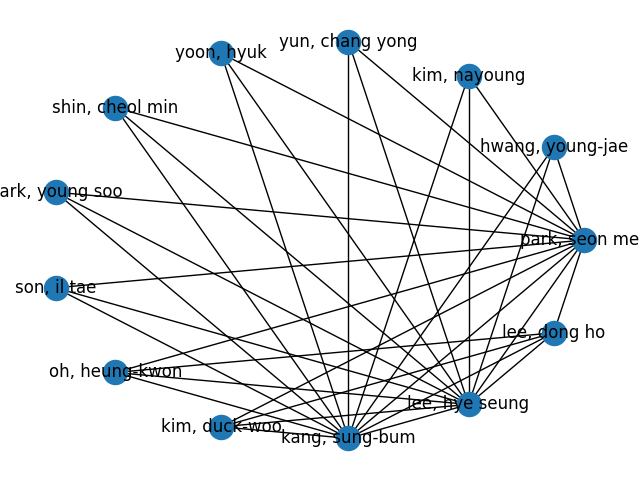 yun, chang yong
yoon, hyuk
kim, nayoung
shin, cheol min
hwang, young-jae
ark, young soo
park, seon me
son, il tae
lee, dong ho
oh, heung-kwon
lee, hye seung
kim, duck-woo
kang, sung-bum